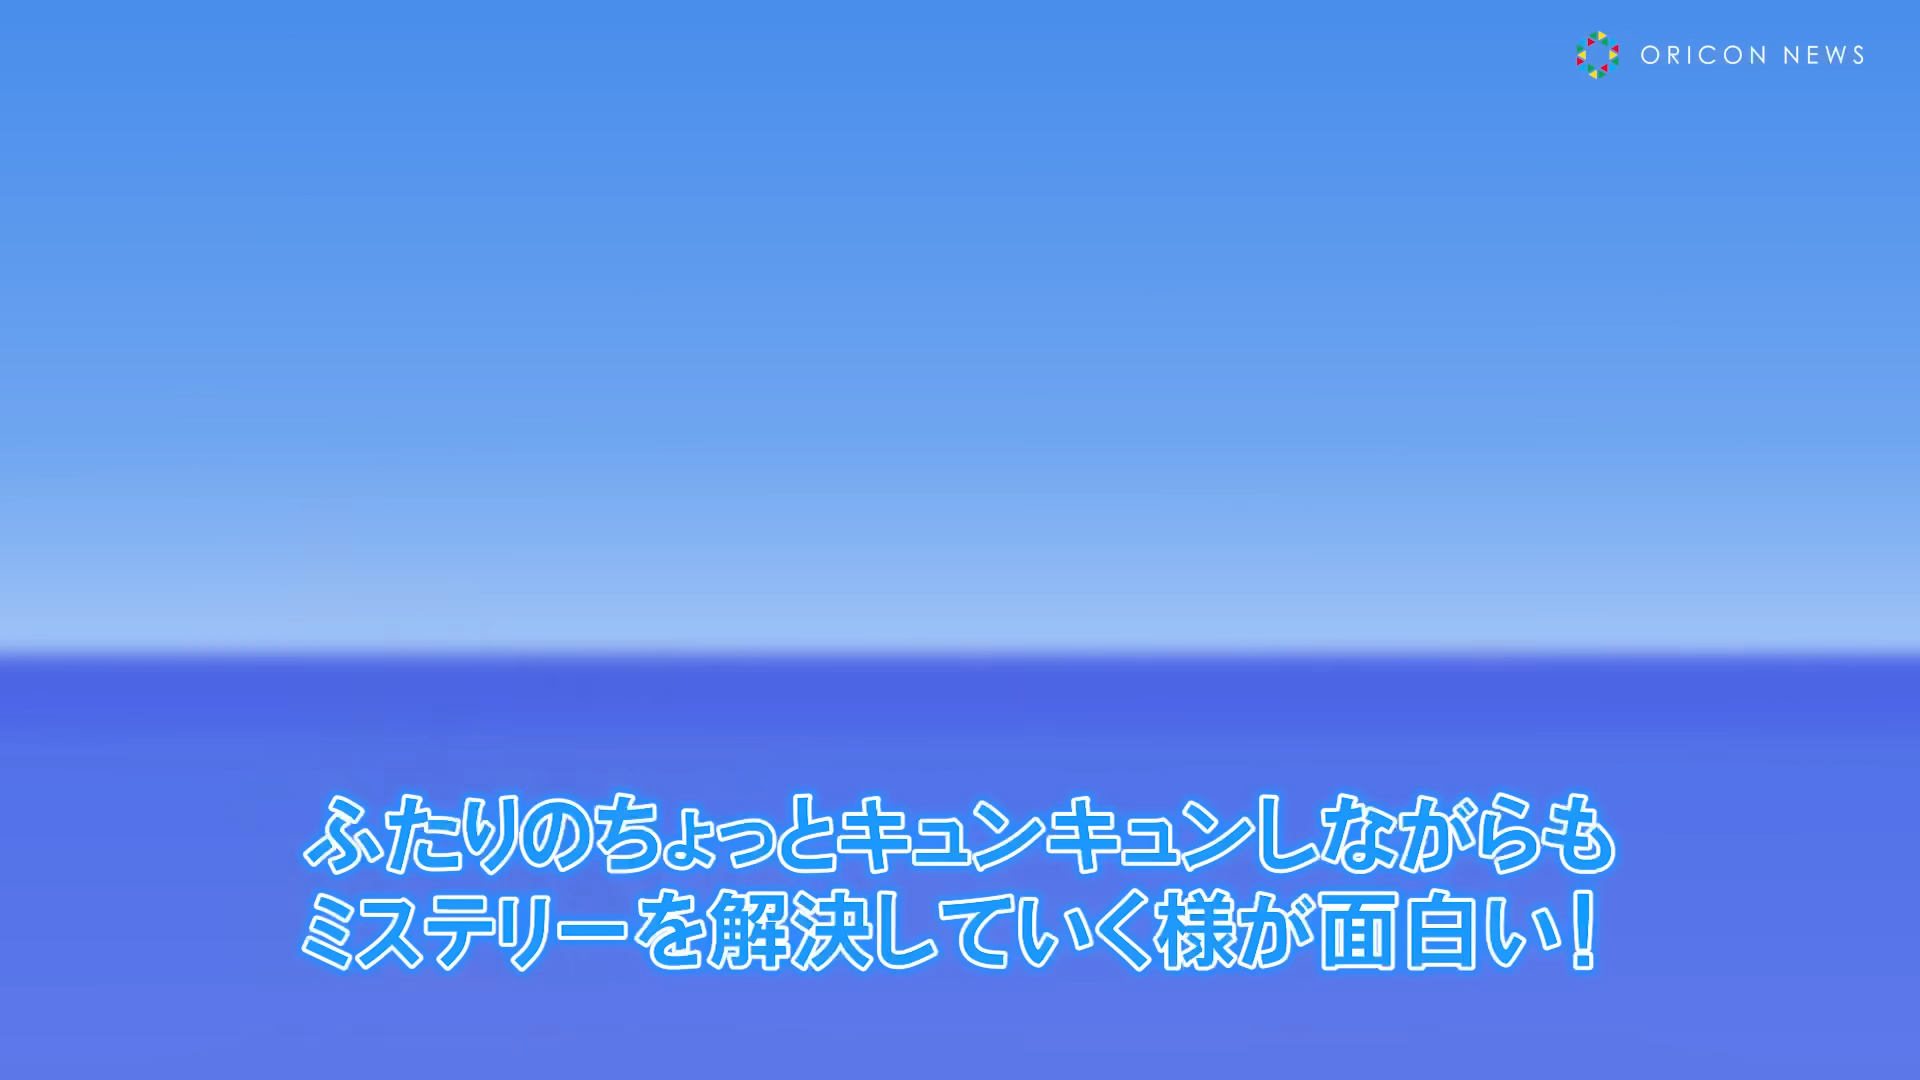 ORICON NEWS
ふたりのちょっとキュンキュンしながらも
ミステリーを解決していく様が面白い！